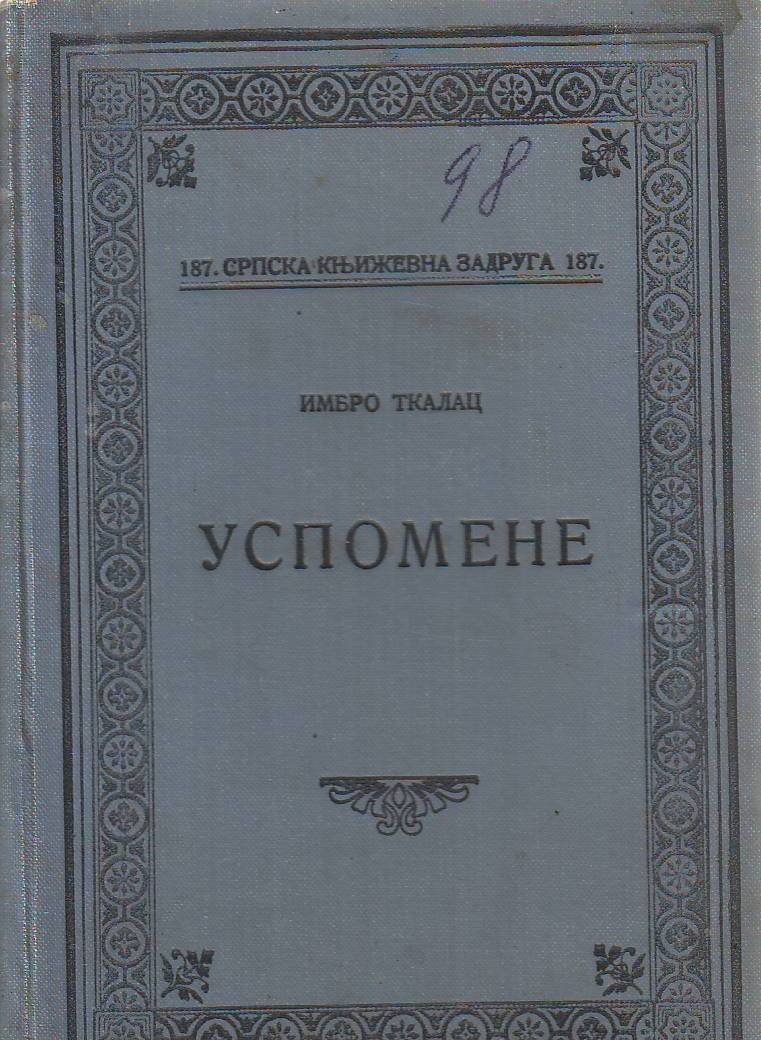 98
187. СРПСКА КЊИЖЕВНА ЗАДРУГА 187.
ИМБРО ТКАЛАЦ
УСПОМЕНЕ